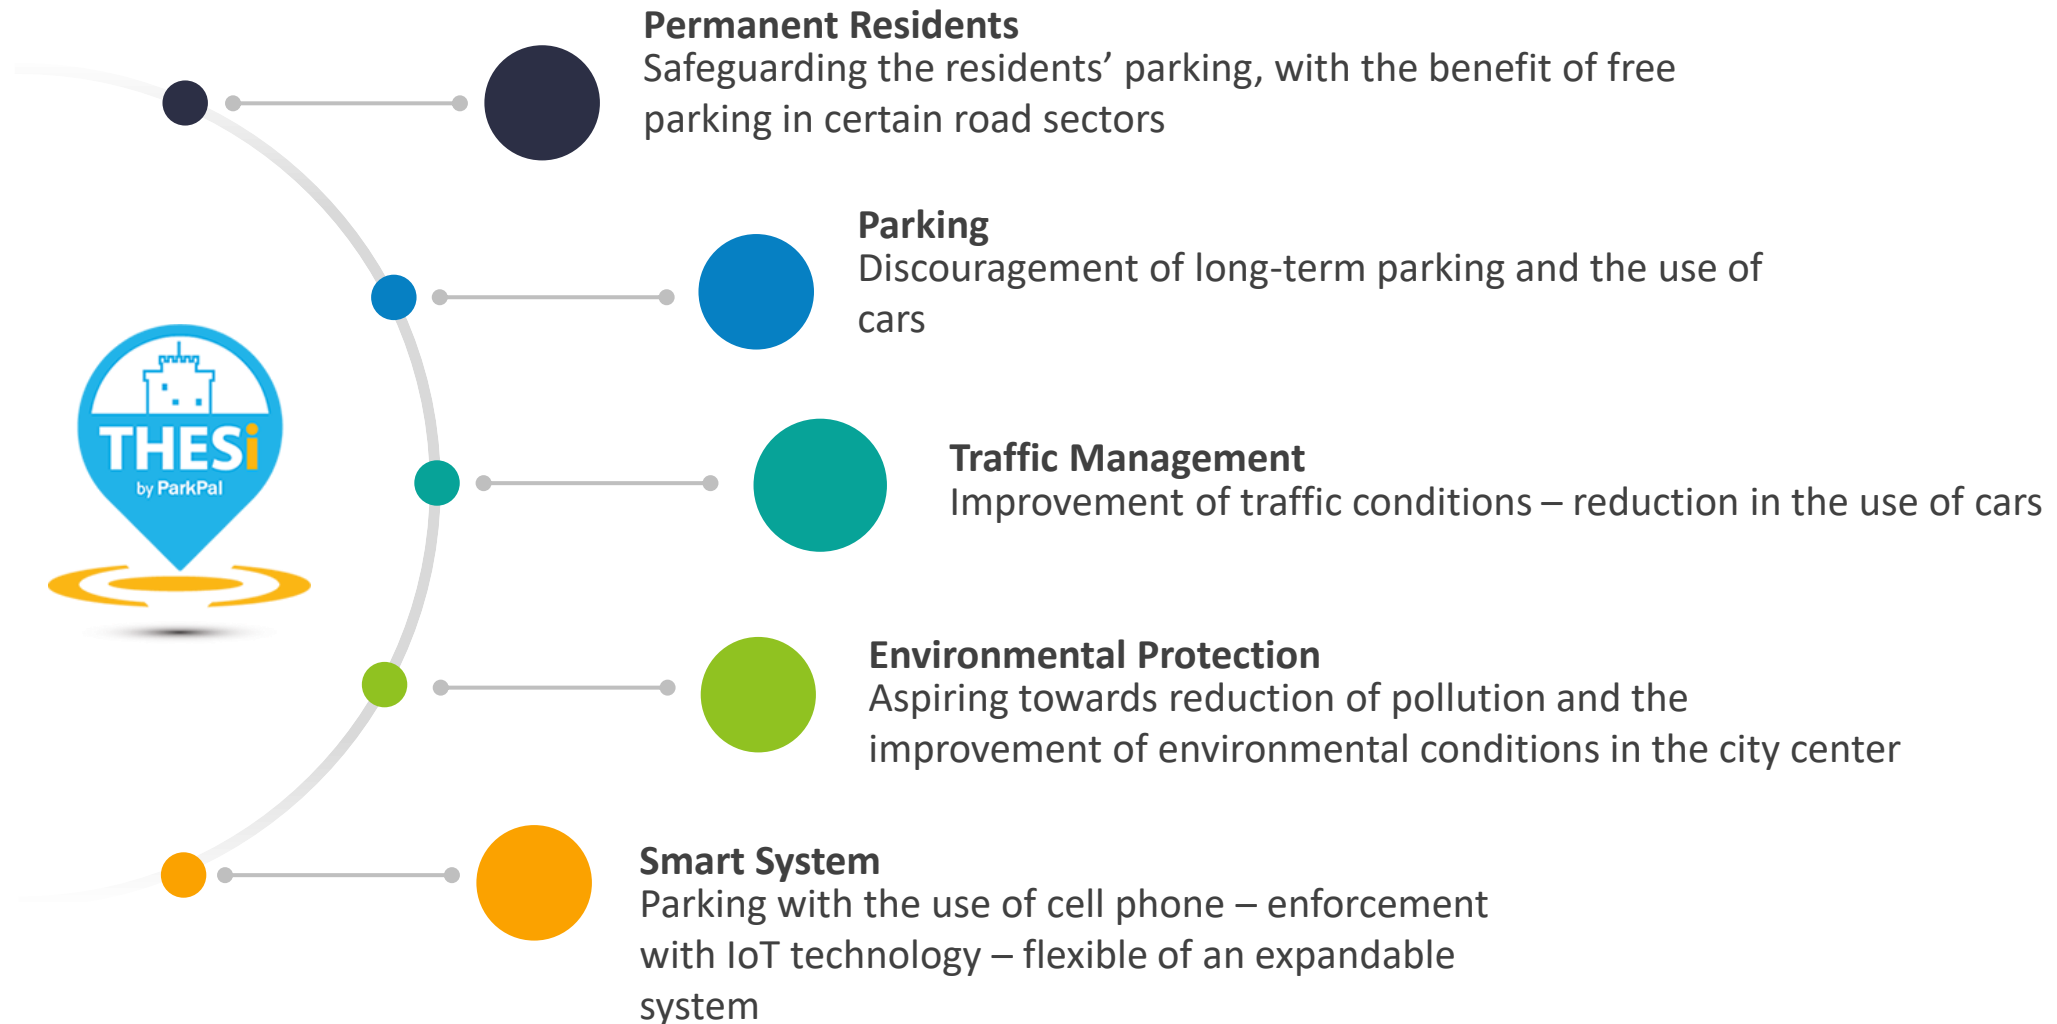 Permanent Residents
Safeguarding the residents’ parking, with the benefit of free
parking in certain road sectors
Parking
Discouragement of long-term parking and the use of
cars
THESi
by ParkPal
Traffic Management
Improvement of traffic conditions – reduction in the use of cars
Environmental Protection
Aspiring towards reduction of pollution and the
improvement of environmental conditions in the city center
Smart System
Parking with the use of cell phone – enforcement
with IoT technology – flexible of an expandable
system